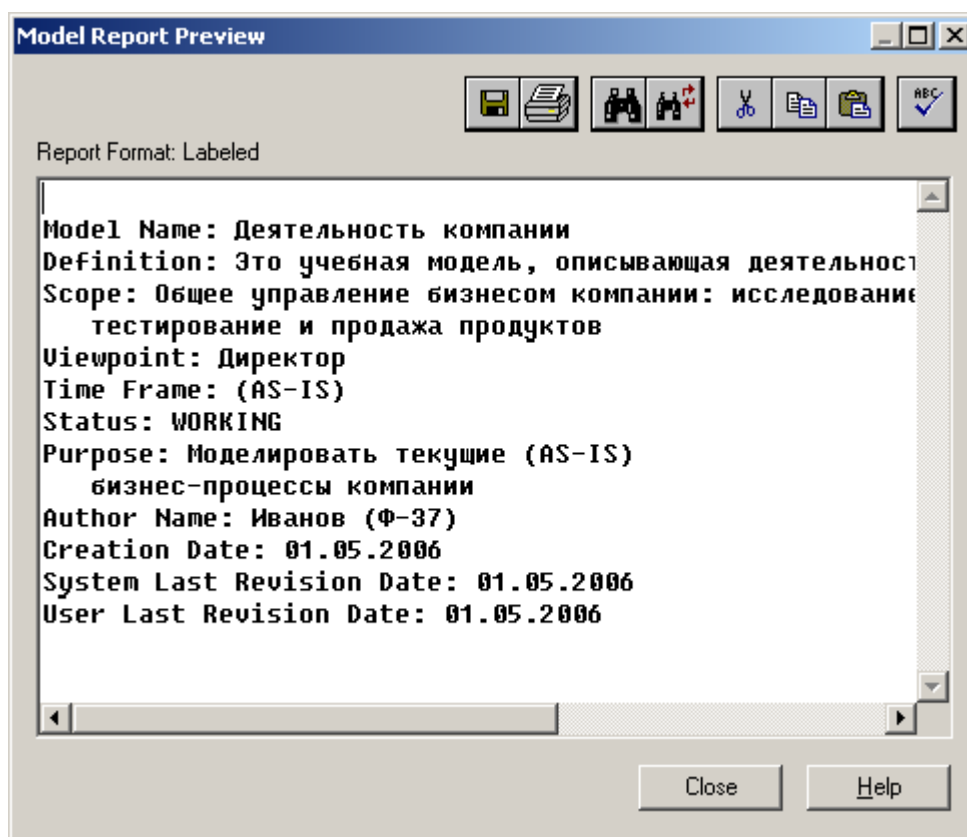 Model Report Preview
ABC
Report Format: Labeled
Model Name: Деятельность компании
Definition: Это учебная модель, описывающая
Scope: Общее управление бизнесом компании: исследование
тестирование и продажа продуктов
Viewpoint: Директор
Time Frame: (AS-IS)
Status: WORKING
Purpose: Моделировать текущие (AS-IS)
бизнес-процессы компании
Author Name: Иванов (Ф-37)
Creation Date: 01.05.2006
System Last Revision Date: 01.05.2006
User Last Revision Date: 01.05.2006
Close
Help